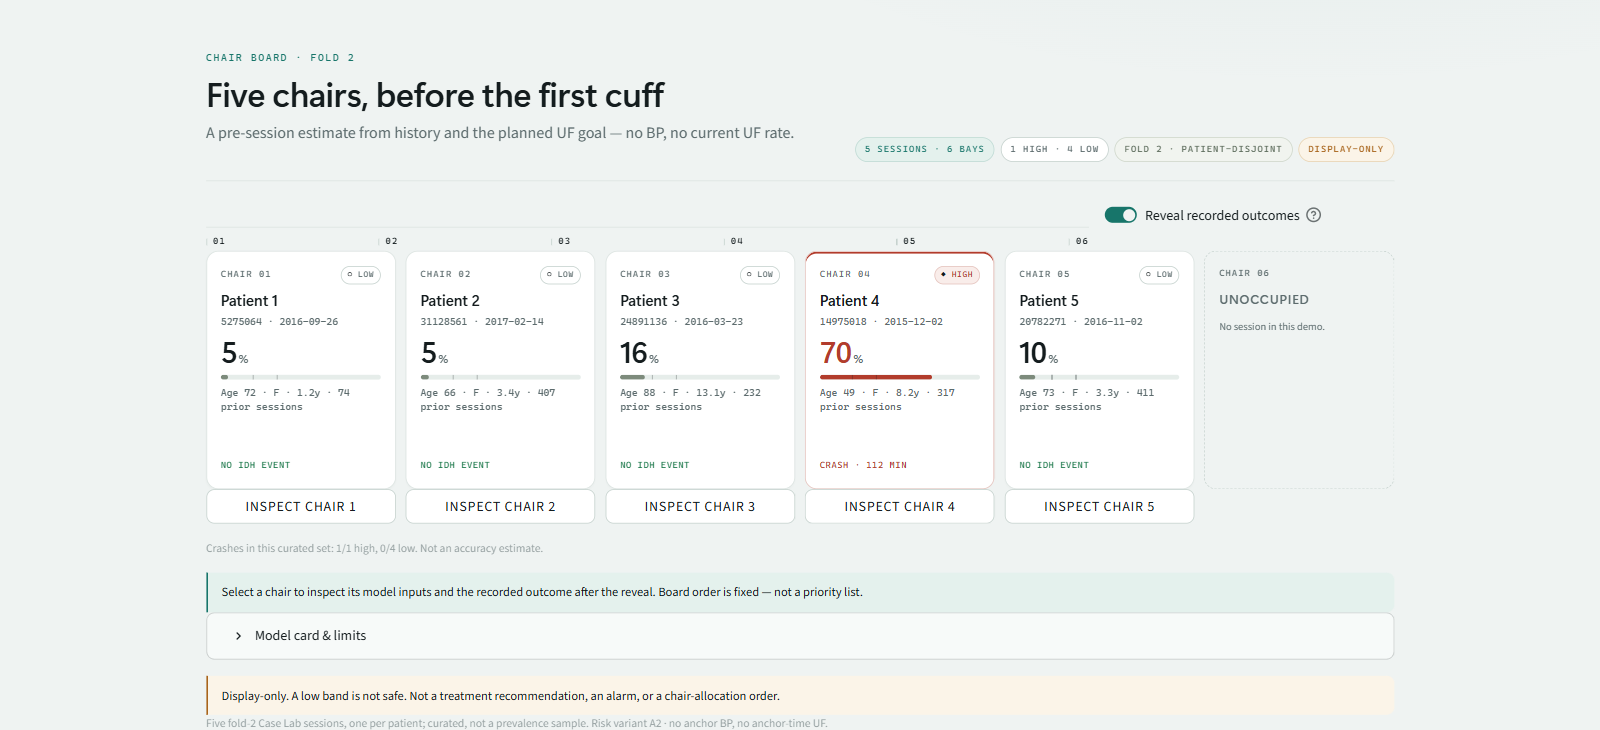 CHAIR BOARD · FOLD 2
Five chairs, before the first cuff
A pre-session estimate from history and the planned UF goal — no BP, no current UF rate.
5 SESSIONS · 6 BAYS
1 HIGH · 4 LOW
FOLD 2 · PATIENT-DISJOINT
DISPLAY-ONLY
Reveal recorded outcomes
01 02 03 04 05 06
CHAIR 01
LOW
Patient 1
5275064 · 2016-09-26
5%
Age 72 · F · 1.2y · 74
prior sessions
NO IDH EVENT
INSPECT CHAIR 1
CHAIR 02
LOW
Patient 2
31128561 · 2017-02-14
5%
Age 66 · F · 3.4y · 407
prior sessions
NO IDH EVENT
INSPECT CHAIR 2
CHAIR 03
LOW
Patient 3
24891136 · 2016-03-23
16%
Age 88 · F · 13.1y · 232
prior sessions
NO IDH EVENT
INSPECT CHAIR 3
CHAIR 04
HIGH
Patient 4
14975018 · 2015-12-02
70%
Age 49 · F · 8.2y · 317
prior sessions
CRASH · 112 MIN
INSPECT CHAIR 4
CHAIR 05
LOW
Patient 5
20782271 · 2016-11-02
10%
Age 73 · F · 3.3y · 411
prior sessions
NO IDH EVENT
INSPECT CHAIR 5
CHAIR 06
UNOCCUPIED
No session in this demo.
Crashes in this curated set: 1/1 high, 0/4 low. Not an accuracy estimate.
Select a chair to inspect its model inputs and the recorded outcome after the reveal. Board order is fixed — not a priority list.
Model card & limits
Display-only. A low band is not safe. Not a treatment recommendation, an alarm, or a chair-allocation order.
Five fold-2 Case Lab sessions, one per patient; curated, not a prevalence sample. Risk variant A2 · no anchor BP, no anchor-time UF.